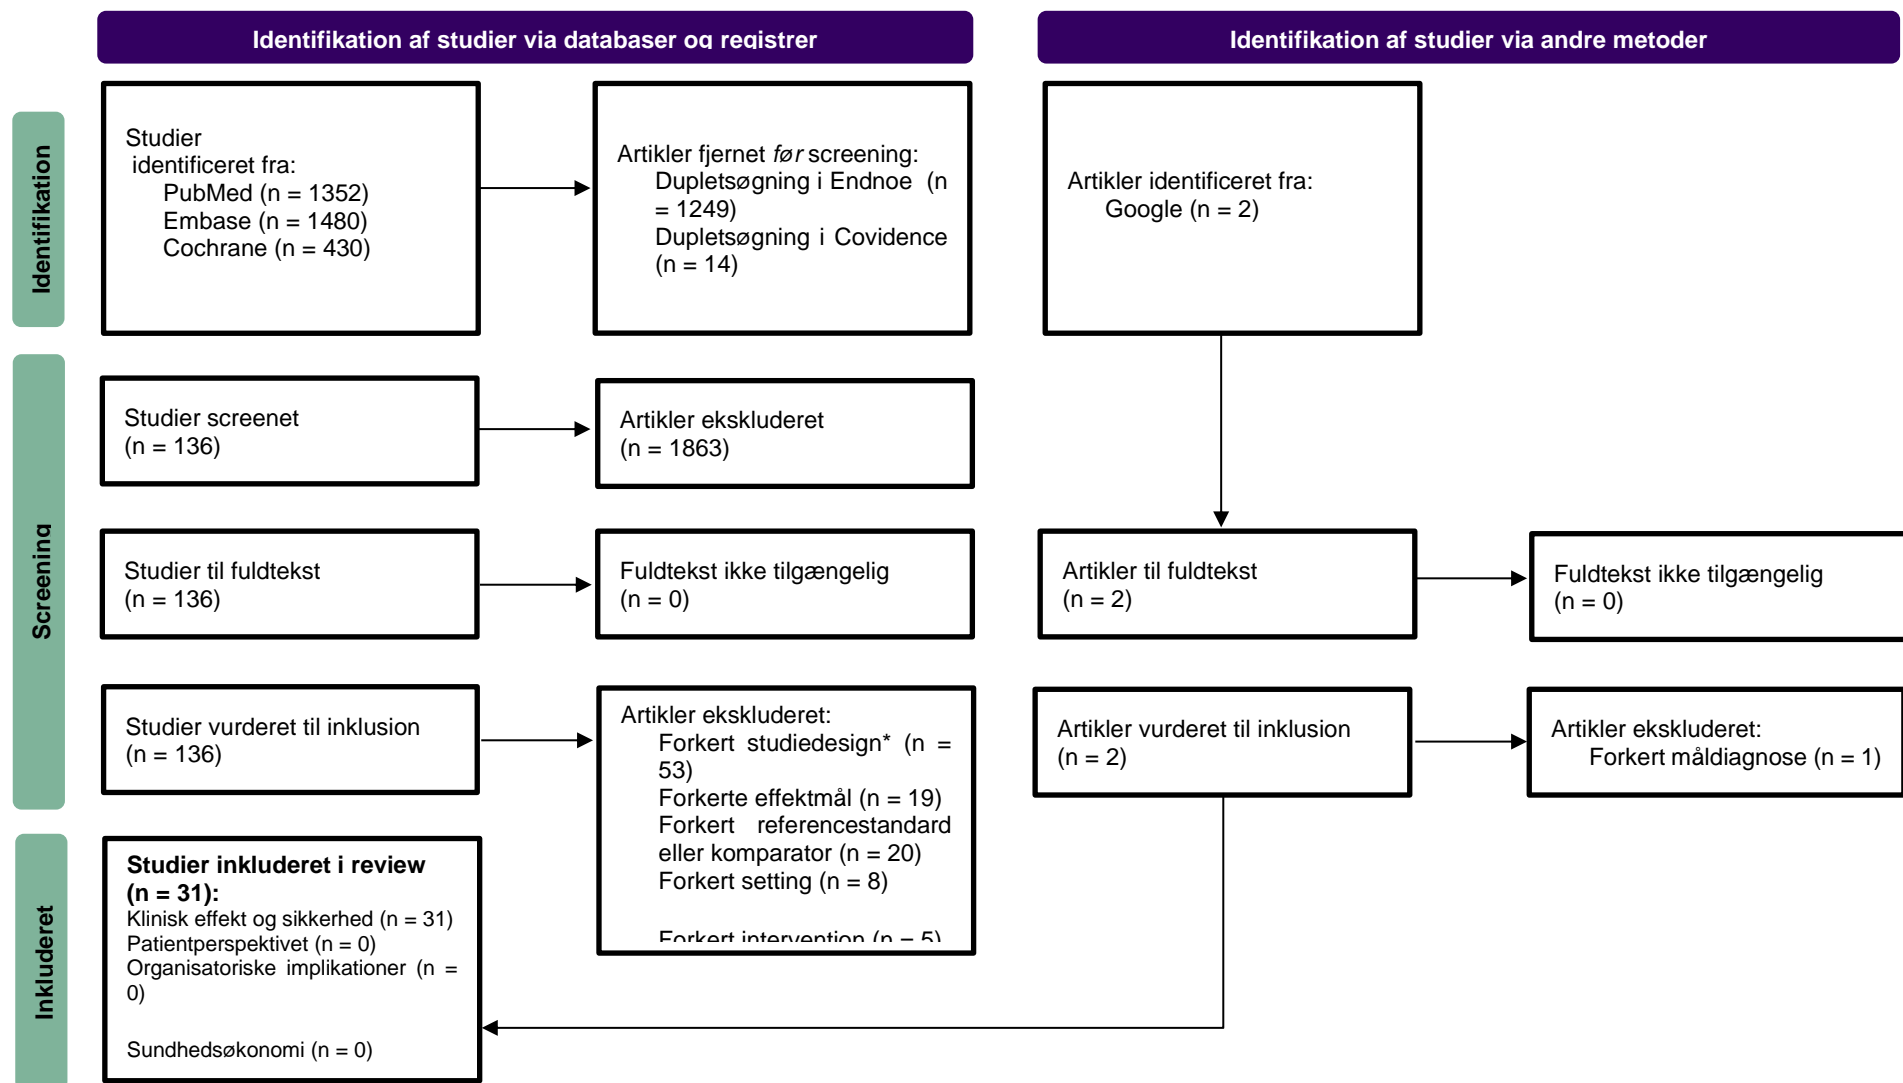 Identifikation af studier via databaser og registrer
Identifikation af studier via andre metoder
Identifikation
Studier
identificeret fra:
PubMed (n = 1352)
Embase (n = 1480)
Cochrane (n = 430)
Artikler fjernet før screening:
Dupletsøgning i Endnoe (n
= 1249)
Dupletsøgning i Covidence
(n = 14)
Artikler identificeret fra:
Google (n = 2)
Screening
Studier screenet
(n = 136)
Artikler ekskluderet
(n = 1863)
Studier til fuldtekst
(n = 136)
Fuldtekst ikke tilgængelig
(n = 0)
Artikler til fuldtekst
(n = 2)
Fuldtekst ikke tilgængelig
(n = 0)
Studier vurderet til inklusion
(n = 136)
Artikler ekskluderet:
Forkert studiedesign* (n =
53)
Forkerte effektmål (n = 19)
Forkert referencestandard
eller komparator (n = 20)
Forkert setting (n = 8)
Forkert intervention (n = 5)
Artikler vurderet til inklusion
(n = 2)
Artikler ekskluderet:
Forkert måldiagnose (n = 1)
Inkluderet
Studier inkluderet i review
(n = 31):
Klinisk effekt og sikkerhed (n = 31)
Patientperspektivet (n = 0)
Organisatoriske implikationer (n =
0)
Sundhedsøkonomi (n = 0)